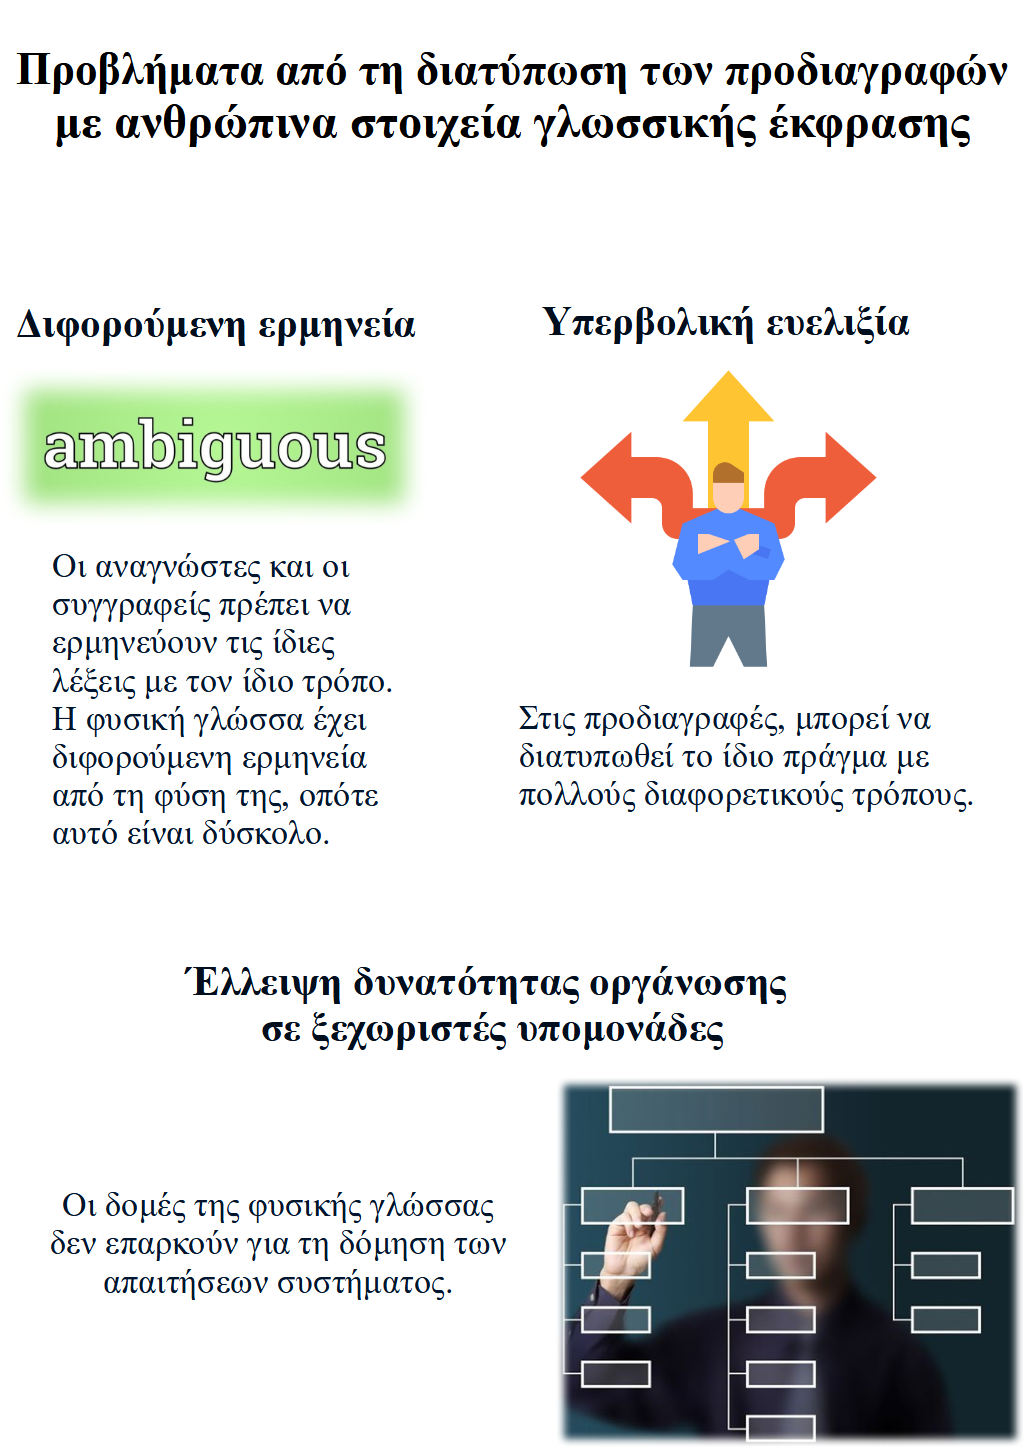 Προβλήματα από τη διατύπωση των προδιαγραφών
με ανθρώπινα στοιχεία γλωσσικής έκφρασης
Διφορούμενη ερμηνεία
ambiguous
Οι αναγνώστες και οι
συγγραφείς πρέπει να
ερμηνεύουν τις ίδιες
λέξεις με τον ίδιο τρόπο.
Η φυσική γλώσσα έχει
διφορούμενη ερμηνεία
από τη φύση της, οπότε
αυτό είναι δύσκολο.
Υπερβολική ευελιξία
Στις προδιαγραφές, μπορεί να
διατυπωθεί το ίδιο πράγμα με
πολλούς διαφορετικούς τρόπους.
Έλλειψη δυνατότητας οργάνωσης
σε ξεχωριστές υπομονάδες
Οι δομές της φυσικής γλώσσας
δεν επαρκούν για τη δόμηση των
απαιτήσεων συστήματος.